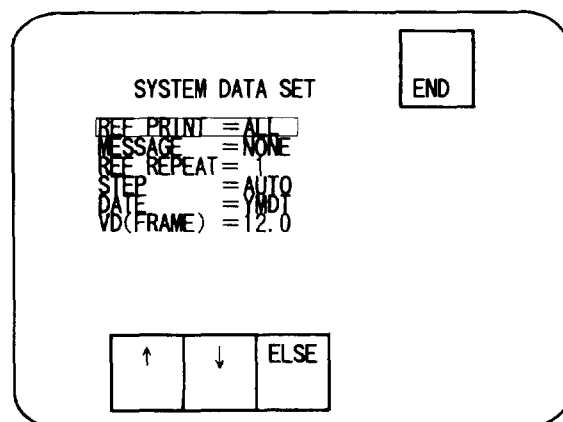 SYSTEM DATA SET
END
REF PRINT =ALL
MESSAGE =NONE
REF REPEAT= 1
STEP =AUTO
DATE =YMDT
VD(FRAME) =12.0
↑ ↓ ELSE